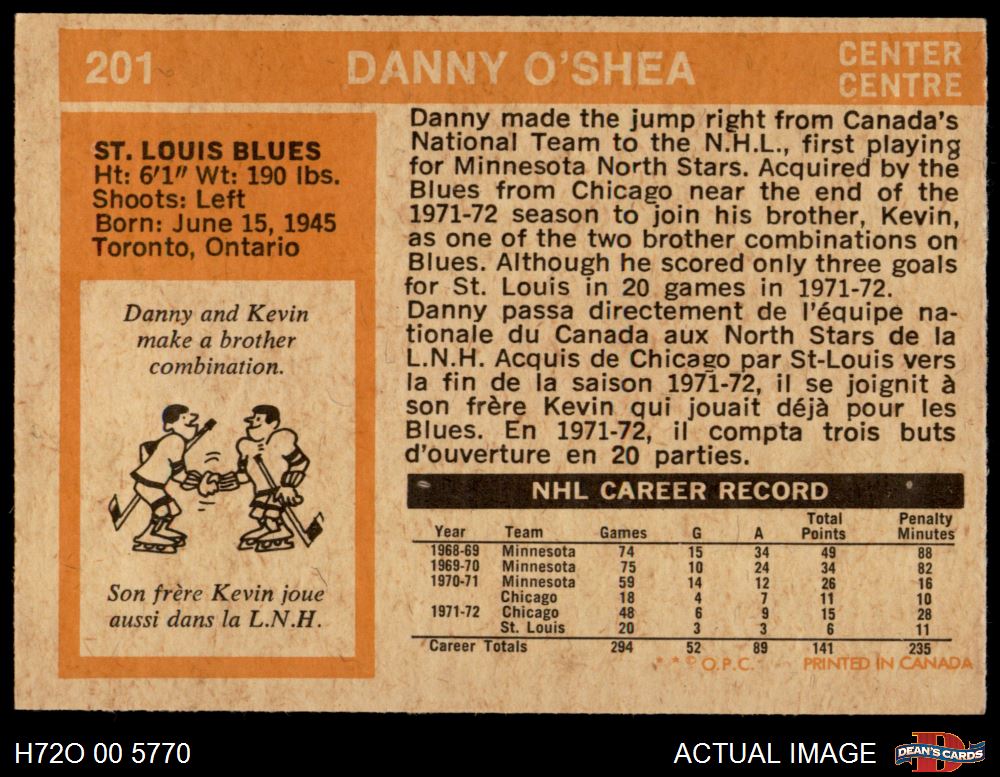 201 DANNY O'SHEA CENTER
CENTRE
ST. LOUIS BLUES
Ht: 6'1" Wt: 190 lbs.
Shoots: Left
Born: June 15, 1945
Toronto, Ontario
Danny and Kevin
make a brother
combination.
Son frère Kevin joue
aussi dans la L.N.H.
Danny made the jump right from Canada's
National Team to the N.H.L., first playing
for Minnesota North Stars. Acquired by the
Blues from Chicago near the end of the
1971-72 season to join his brother, Kevin,
as one of the two brother combinations on
Blues. Although he scored only three goals
for St. Louis in 20 games in 1971-72.
Danny passa directement de l'équipe na-
tionale du Canada aux North Stars de la
L.N.H. Acquis de Chicago par St-Louis vers
la fin de la saison 1971-72, il se joignit à
son frère Kevin qui jouait déjà pour les
Blues. En 1971-72, il compta trois buts
d'ouverture en 20 parties.
NHL CAREER RECORD
Year Team Games G A Total Points Penalty Minutes
1968-69 Minnesota 74 15 34 49 88
1969-70 Minnesota 75 10 24 34 82
1970-71 Minnesota 59 14 12 26 16
Chicago 18 4 7 11 10
1971-72 Chicago 48 6 9 15 28
St. Louis 20 3 3 6 11
Career Totals 294 52 89 141 235
* * © O.P.C. PRINTED IN CANADA
H72O 00 5770 ACTUAL IMAGE DEAN'S CARDS